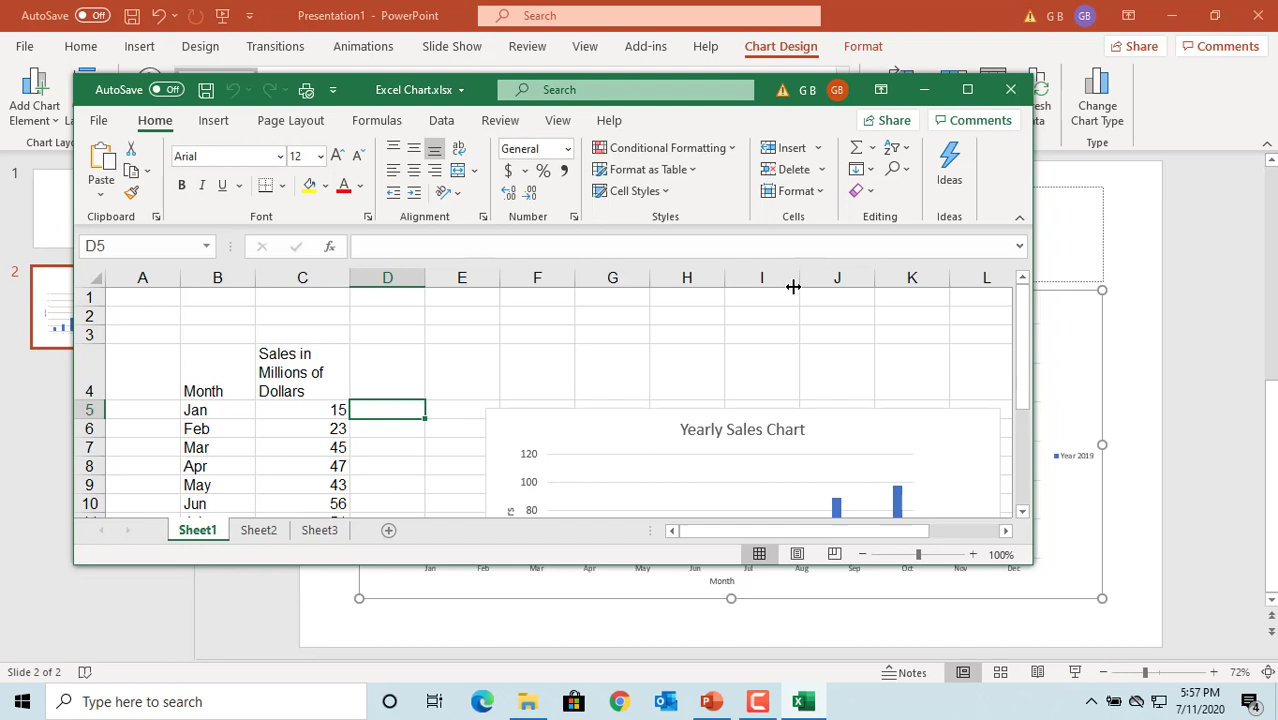 AutoSave Off Presentation1 - PowerPoint Search G B GB
File Home Insert Design Transitions Animations Slide Show Review View Add-ins Help Chart Design Format Share Comments
Add Chart
Element
Chart
Change
Chart Type
Type
AutoSave Off Excel Chart.xlsx Search G B GB
File Home Insert Page Layout Formulas Data Review View Help Share Comments
Paste
Arial 12
General
Conditional Formatting
Insert
Ideas
B I U A
$ % 9
Format as Table
Delete
Cell Styles
Format
Clipboard Font Alignment Number Styles Cells Editing Ideas
D5 fx
A B C D E F G H I J K L
1
2
3
4 Month Sales in
Millions of
Dollars
5 Jan 15
6 Feb 23
7 Mar 45
8 Apr 47
9 May 43
10 Jun 56
Yearly Sales Chart
120
100
80
Year 2019
Sheet1 Sheet2 Sheet3
100%
Jan Feb Mar Apr May Jun Jul Aug Sep Oct Nov Dec
Month
1
2
Slide 2 of 2 Notes 72%
Type here to search
5:57 PM
7/11/2020
4